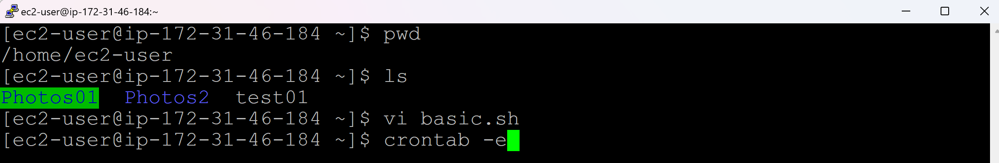 ec2-user@ip-172-31-46-184:~
[ec2-user@ip-172-31-46-184 ~]$ pwd
/home/ec2-user
[ec2-user@ip-172-31-46-184 ~]$ ls
Photos01  Photos2  test01
[ec2-user@ip-172-31-46-184 ~]$ vi basic.sh
[ec2-user@ip-172-31-46-184 ~]$ crontab -e